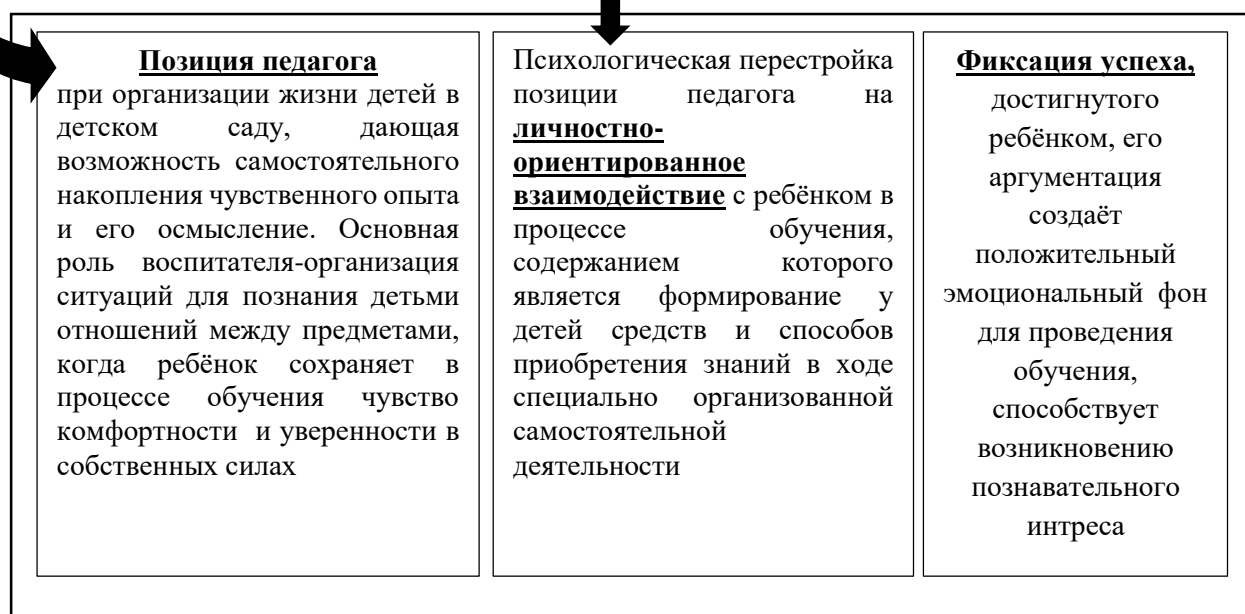 Позиция педагога
при организации жизни детей в
детском саду, дающая
возможность самостоятельного
накопления чувственного опыта
и его осмысление. Основная
роль воспитателя-организация
ситуаций для познания детьми
отношений между предметами,
когда ребёнок сохраняет в
процессе обучения чувство
комфортности и уверенности в
собственных силах
Психологическая перестройка
позиции педагога на
личностно-
ориентированное
взаимодействие с ребёнком в
процессе обучения,
содержанием которого
является формирование у
детей средств и способов
приобретения знаний в ходе
специально организованной
самостоятельной
деятельности
Фиксация успеха,
достигнутого
ребёнком, его
аргументация
создаёт
положительный
эмоциональный фон
для проведения
обучения,
способствует
возникновению
познавательного
интреса